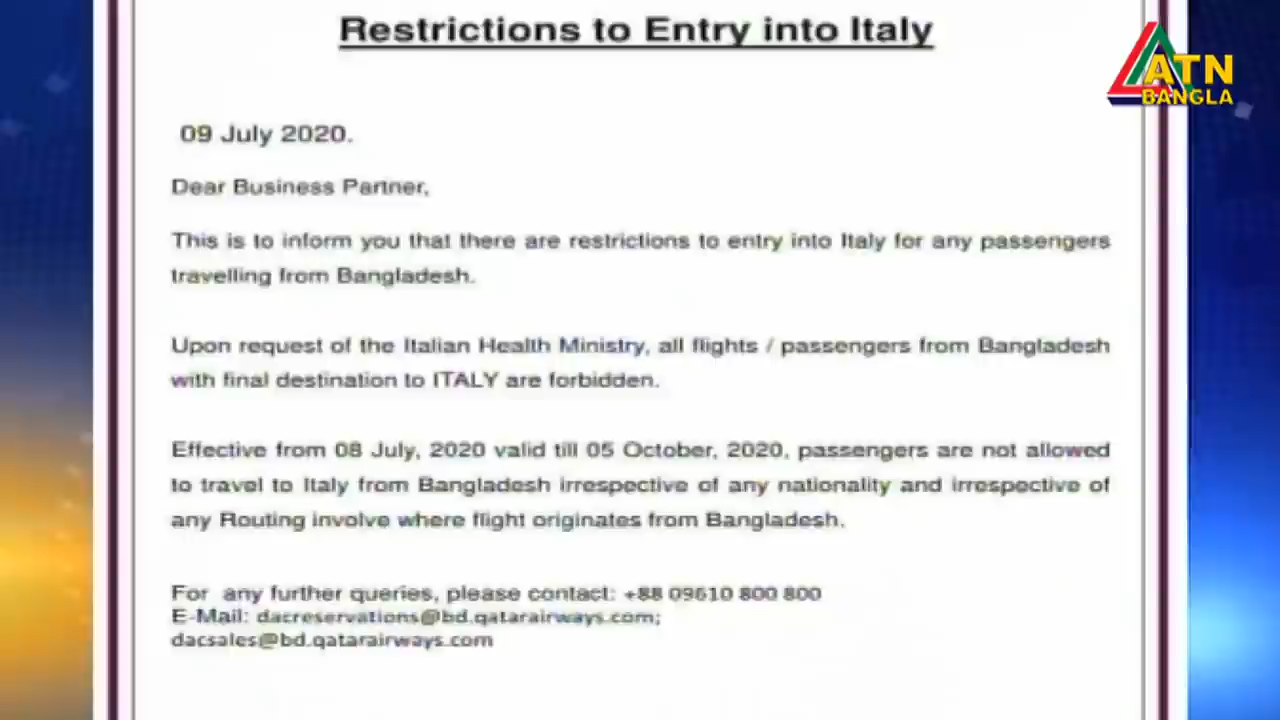 Restrictions to Entry into Italy
ATN
BANGLA
09 July 2020.
Dear Business Partner,
This is to inform you that there are restrictions to entry into Italy for any passengers
travelling from Bangladesh.
Upon request of the Italian Health Ministry, all flights / passengers from Bangladesh
with final destination to ITALY are forbidden.
Effective from 08 July, 2020 valid till 05 October, 2020, passengers are not allowed
to travel to Italy from Bangladesh irrespective of any nationality and irrespective of
any Routing involve where flight originates from Bangladesh.
For any further queries, please contact: +88 09610 800 800
E-Mail: dacreservations@bd.qatarairways.com;
dacsales@bd.qatarairways.com